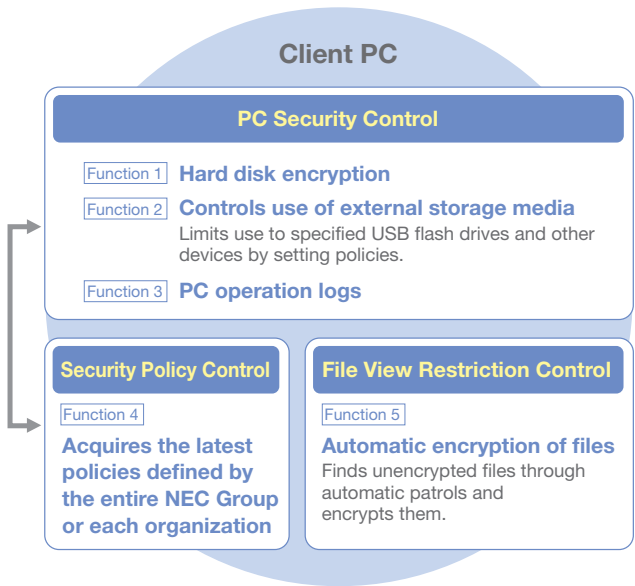 Client PC
PC Security Control
Function 1 Hard disk encryption
Function 2 Controls use of external storage media
Limits use to specified USB flash drives and other
devices by setting policies.
Function 3 PC operation logs
Security Policy Control
Function 4
Acquires the latest
policies defined by
the entire NEC Group
or each organization
File View Restriction Control
Function 5
Automatic encryption of files
Finds unencrypted files through
automatic patrols and
encrypts them.